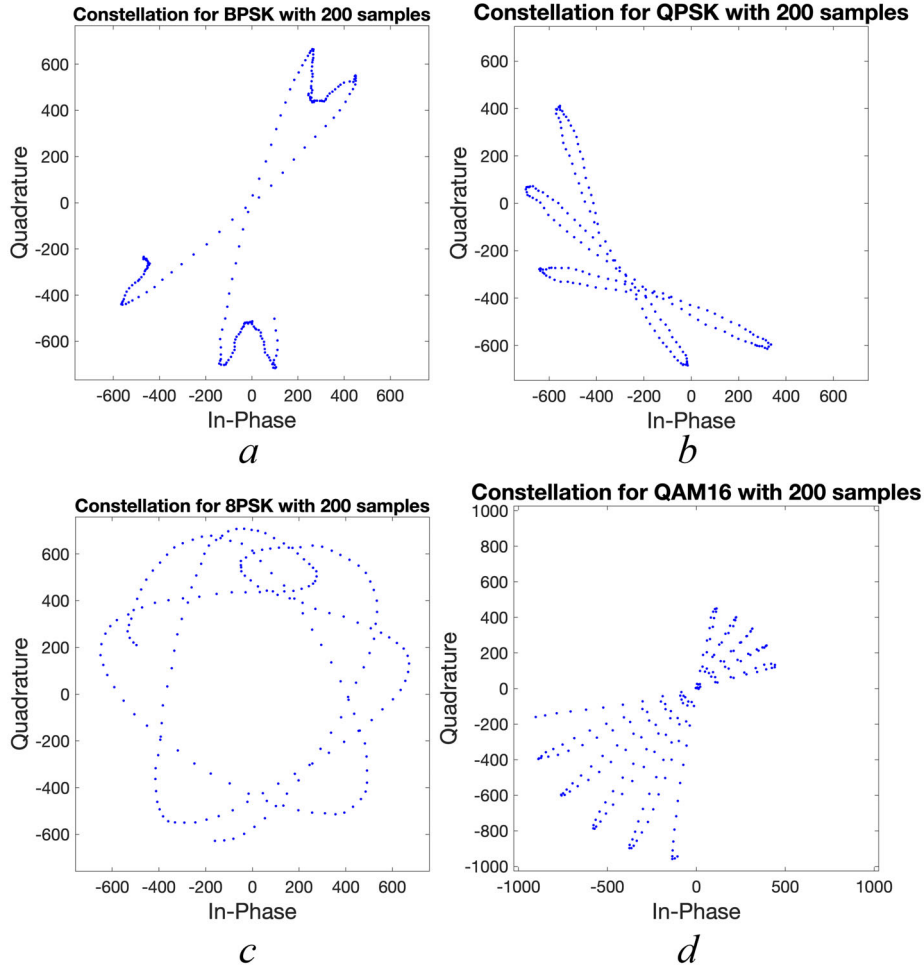 Constellation for BPSK with 200 samples
600
400
200
0
-200
-400
-600
Quadrature
-600 -400 -200 0 200 400 600
In-Phase
a
Constellation for QPSK with 200 samples
600
400
200
0
-200
-400
-600
Quadrature
-600 -400 -200 0 200 400 600
In-Phase
b
Constellation for 8PSK with 200 samples
600
400
200
0
-200
-400
-600
Quadrature
-600 -400 -200 0 200 400 600
In-Phase
c
Constellation for QAM16 with 200 samples
1000
800
600
400
200
0
-200
-400
-600
-800
-1000
Quadrature
-1000 -500 0 500 1000
In-Phase
d